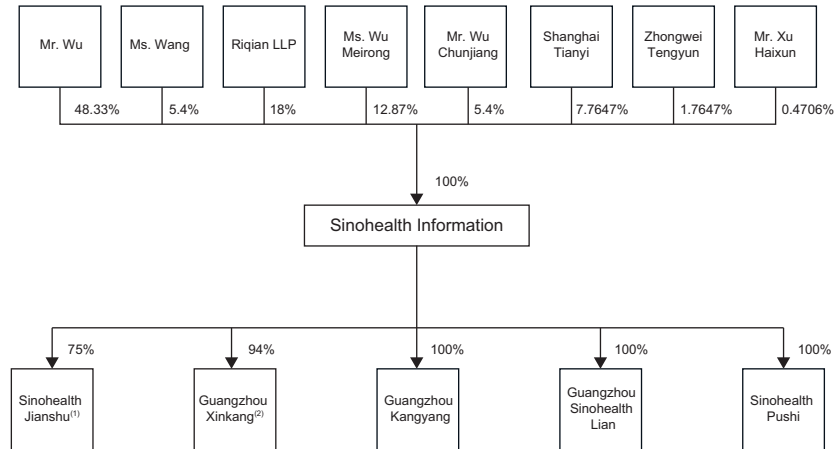 Mr. Wu
Ms. Wang
Riqian LLP
Ms. Wu
Meirong
Mr. Wu
Chunjiang
Shanghai
Tianyi
Zhongwei
Tengyun
Mr. Xu
Haixun
48.33%
5.4%
18%
12.87%
5.4%
7.7647%
1.7647%
0.4706%
100%
Sinohealth Information
75%
94%
100%
100%
100%
Sinohealth
Jianshu(1)
Guangzhou
Xinkang(2)
Guangzhou
Kangyang
Guangzhou
Sinohealth
Lian
Sinohealth
Pushi